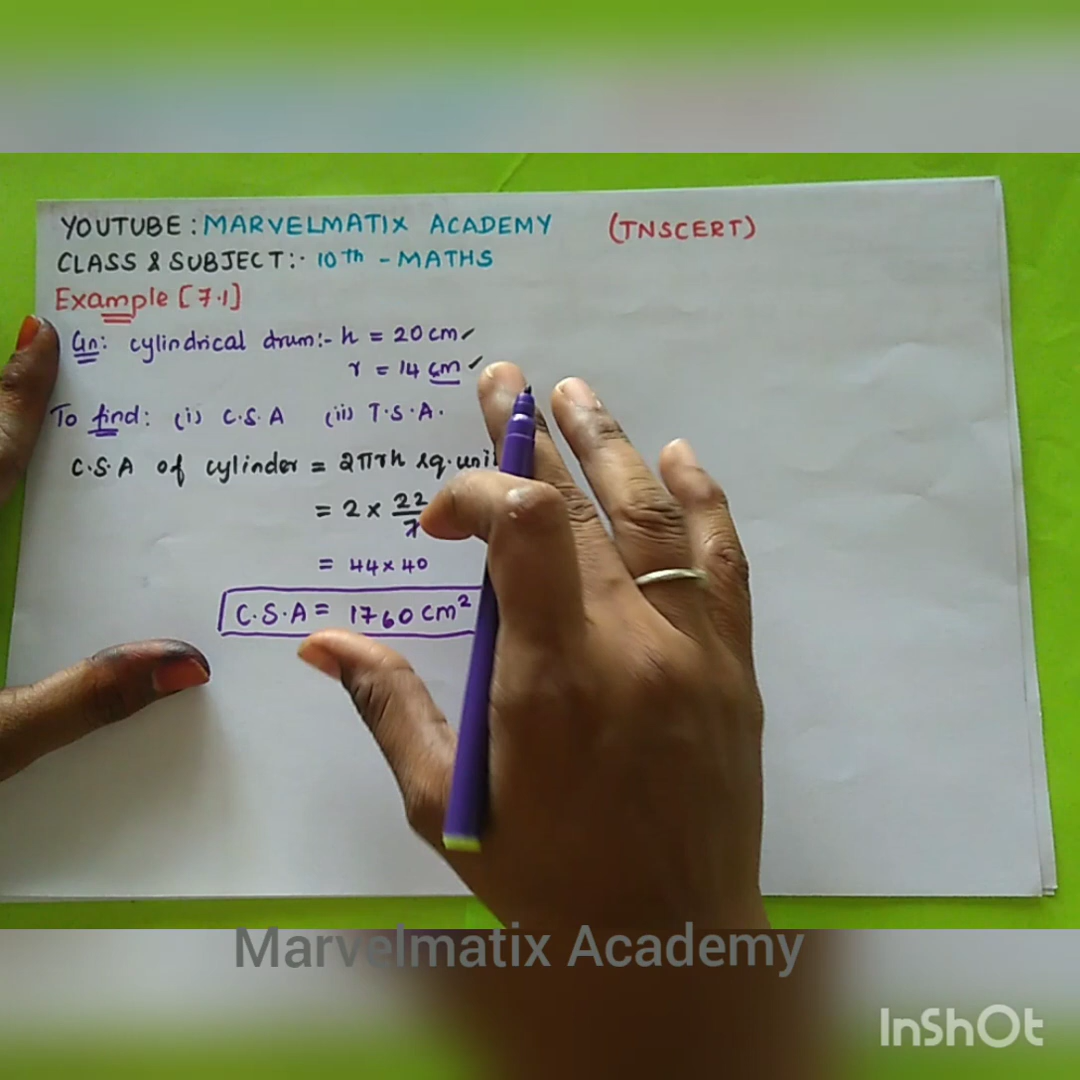 YOUTUBE: MARVELMATIX ACADEMY (TNSCERT)
CLASS & SUBJECT:- 10th - MATHS
Example [7.1]
Gn: cylindrical drum:- h = 20 cm
r = 14 cm
To find: (i) C.S.A (ii) T.S.A.
C.S.A of cylinder = 2πrh sq.
= 2 × 22/7
= 44 × 40
C.S.A = 1760 cm²
Marvelmatix Academy
InShOt